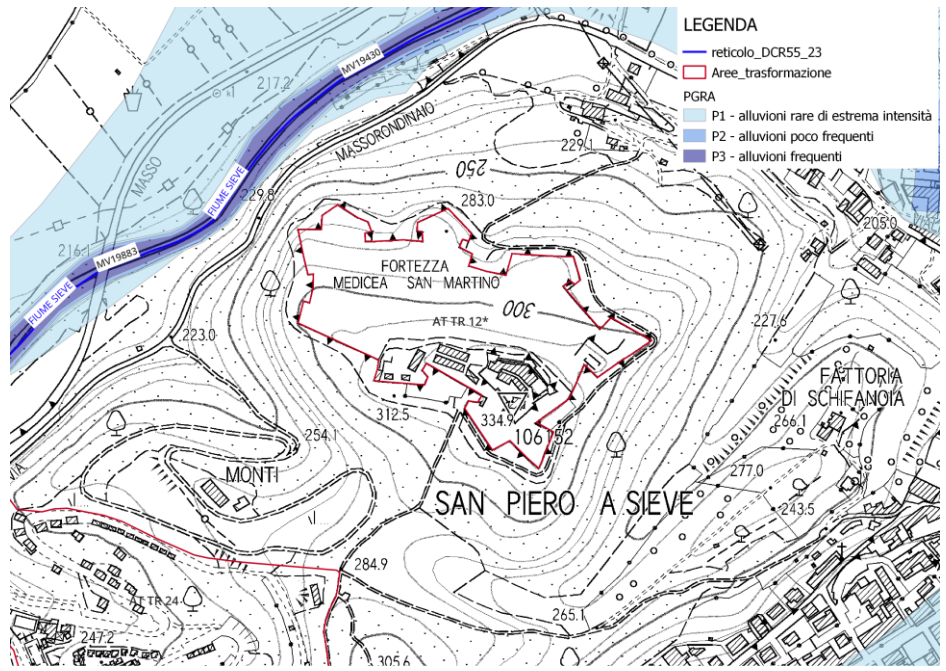 LEGENDA
reticolo_DCR55_23
Aree_trasformazione
PGRA
P1 - alluvioni rare di estrema intensità
P2 - alluvioni poco frequenti
P3 - alluvioni frequenti
MV19430
217.2
k1
MASSORONDINAIO
MASSO
229.1
250
FIUME SIEVE
229.8
283.0
205.0
216.1
MV19883
FORTEZZA
MEDICEA SAN MARTINO
FIUME SIEVE
300
AT TR 12*
227.6
223.0
FATTORIA
DI SCHIFANOIA
312.5
334.9
266.1
254.1
106152
MONTI
277.0
SAN PIERO A SIEVE
243.5
284.9
TR 24
265.1
247.2
305.6